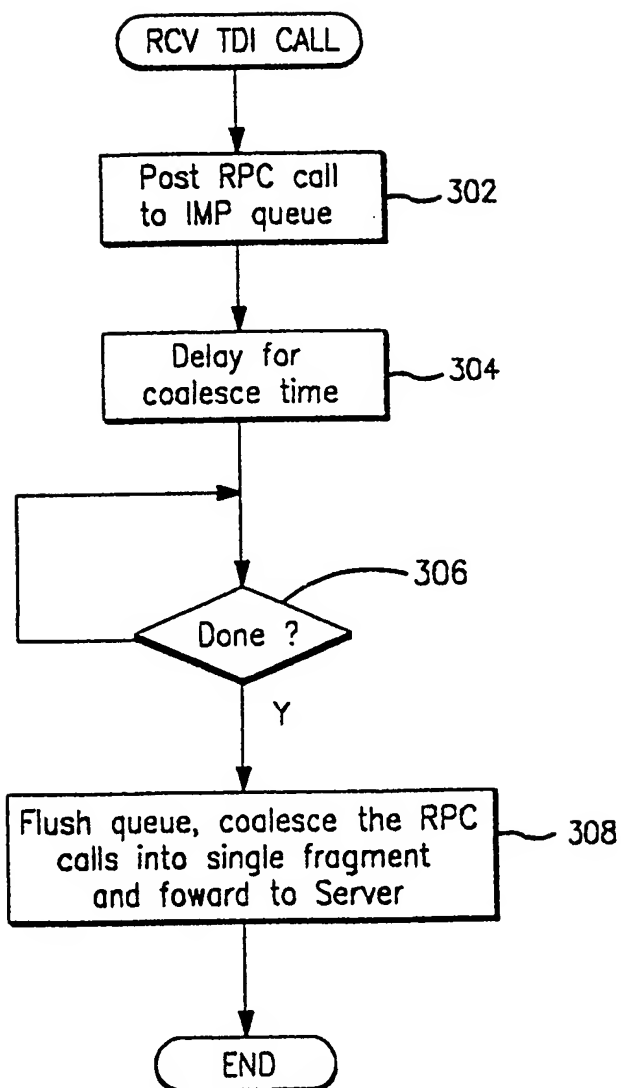 RCV TDI CALL
Post RPC call
to IMP queue
302
Delay for
coalesce time
304
306
Done ?
Y
Flush queue, coalesce the RPC
calls into single fragment
and foward to Server
308
END